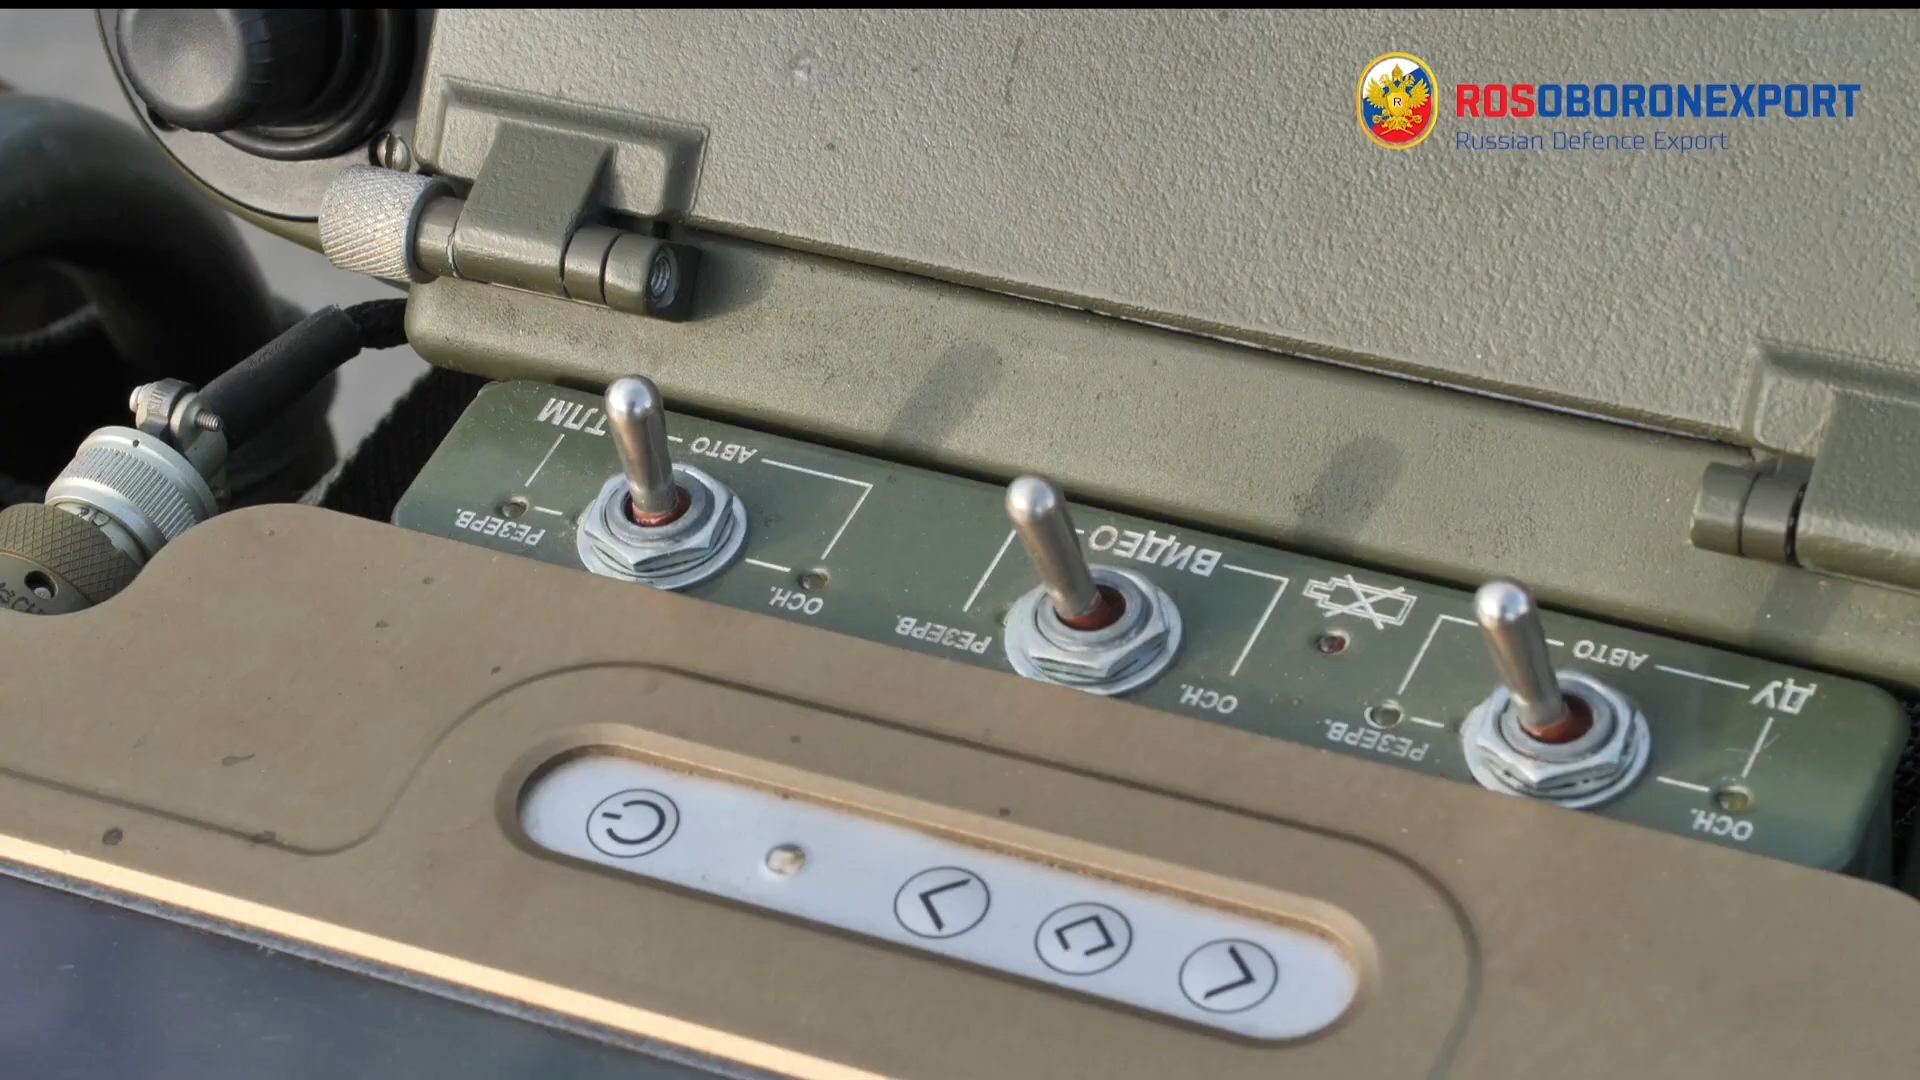 ROSOBORONEXPORT
Russian Defence Export
ТЛМ
АВТО
РЕЗЕРВ.
ОСН.
ВИДЕО
РЕЗЕРВ.
ОСН.
ДУ
АВТО
РЕЗЕРВ.
ОСН.